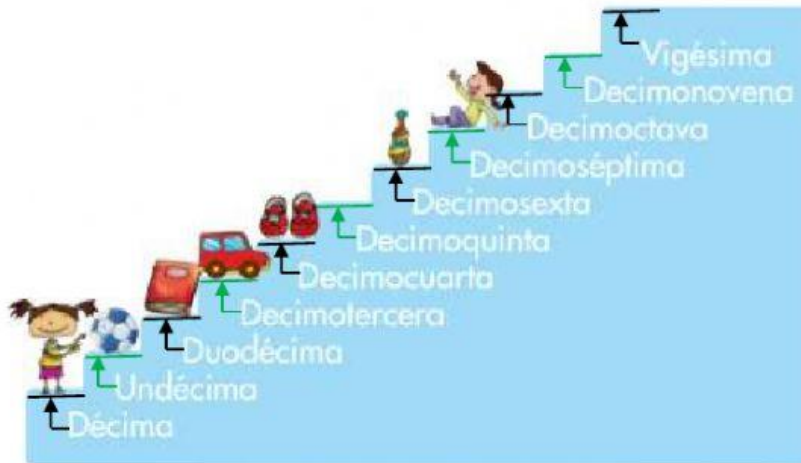 Vigésima
Decimonovena
Decimoctava
Decimoséptima
Decimosexta
Decimoquinta
Decimocuarta
Decimotercera
Duodécima
Undécima
Décima